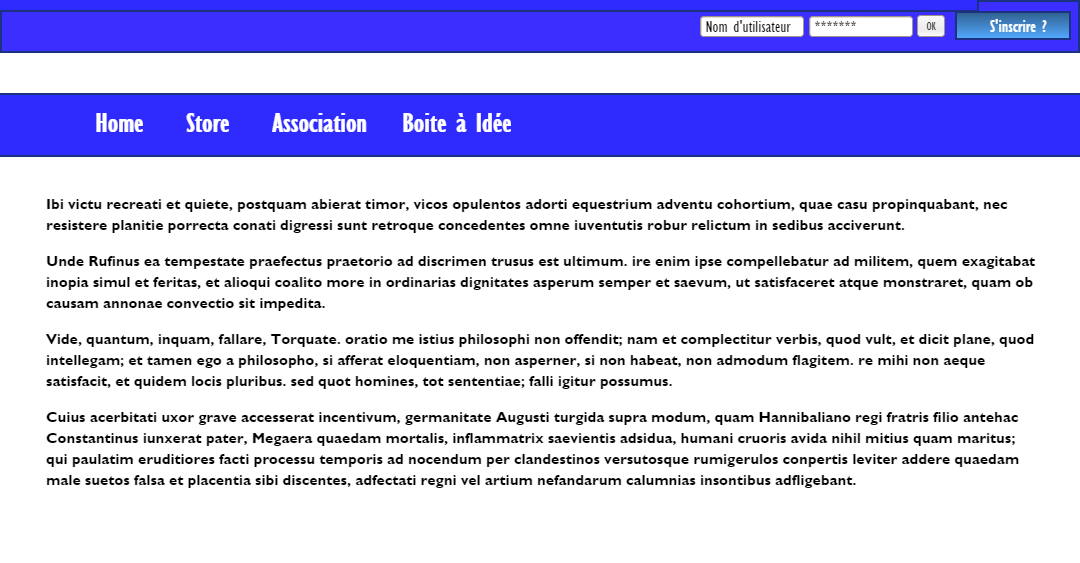 Nom d'utilisateur ******* OK S'inscrire ?
Home Store Association Boite à Idée
Ibi victu recreati et quiete, postquam abierat timor, vicos opulentos adorti equestrium adventu cohortium, quae casu propinquabant, nec
resistere planitie porrecta conati digressi sunt retroque concedentes omne iuventutis robur relictum in sedibus acciverunt.
Unde Rufinus ea tempestate praefectus praetorio ad discrimen trusus est ultimum. ire enim ipse compellebatur ad militem, quem exagitabat
inopia simul et feritas, et alioqui coalito more in ordinarias dignitates asperum semper et saevum, ut satisfaceret atque monstraret, quam ob
causam annonae convectio sit impedita.
Vide, quantum, inquam, fallare, Torquate. oratio me istius philosophi non offendit; nam et complectitur verbis, quod vult, et dicit plane, quod
intellegam; et tamen ego a philosopho, si afferat eloquentiam, non asperner, si non habeat, non admodum flagitem. re mihi non aeque
satisfacit, et quidem locis pluribus. sed quot homines, tot sententiae; falli igitur possumus.
Cuius acerbitati uxor grave accesserat incentivum, germanitate Augusti turgida supra modum, quam Hannibaliano regi fratris filio antehac
Constantinus iunxerat pater, Megaera quaedam mortalis, inflammatrix saevientis adsidua, humani cruoris avida nihil mitius quam maritus;
qui paulatim eruditiores facti processu temporis ad nocendum per clandestinos versutosque rumigerulos conpertis leviter addere quaedam
male suetos falsa et placentia sibi discentes, adfectati regni vel artium nefandarum calumnias insontibus adfligebant.